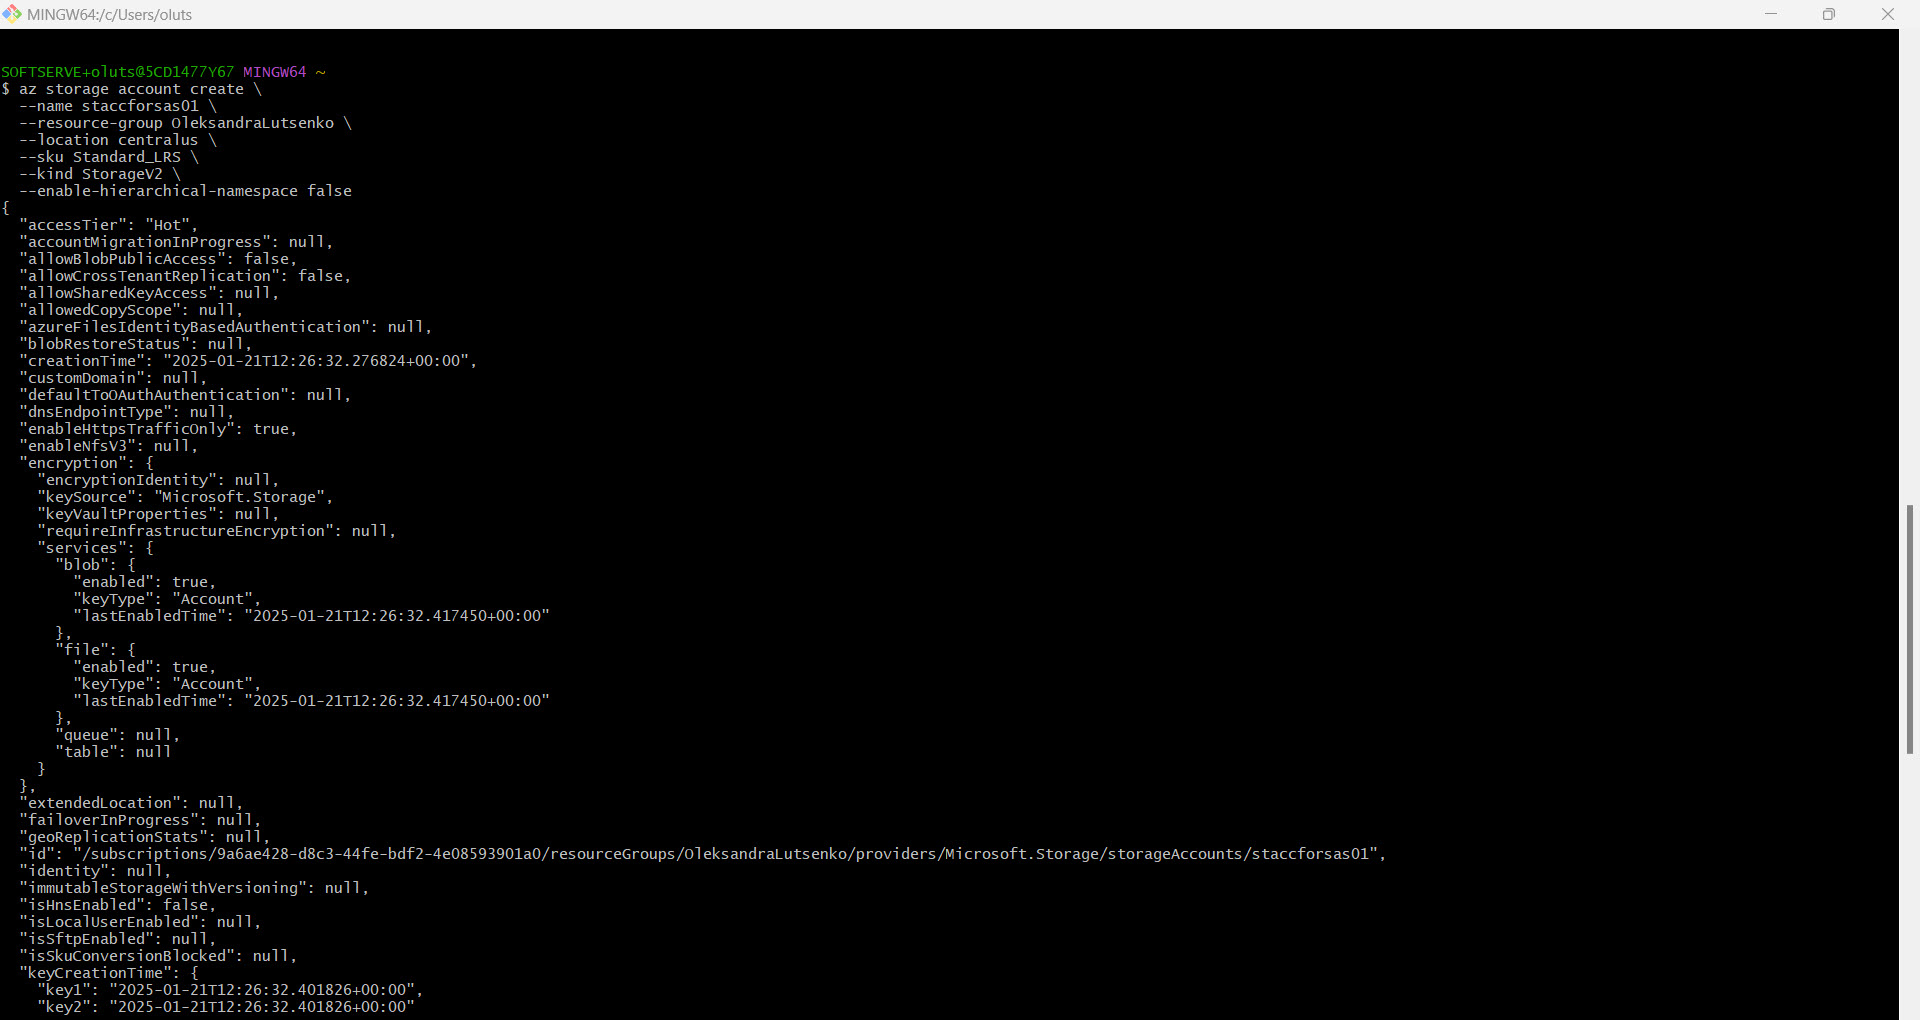 MINGW64:/c/Users/oluts
SOFTSERVE+oluts@5CD1477Y67 MINGW64 ~
$ az storage account create \
  --name staccforsas01 \
  --resource-group OleksandraLutsenko \
  --location centralus \
  --sku Standard_LRS \
  --kind StorageV2 \
  --enable-hierarchical-namespace false
{
  "accessTier": "Hot",
  "accountMigrationInProgress": null,
  "allowBlobPublicAccess": false,
  "allowCrossTenantReplication": false,
  "allowSharedKeyAccess": null,
  "allowedCopyScope": null,
  "azureFilesIdentityBasedAuthentication": null,
  "blobRestoreStatus": null,
  "creationTime": "2025-01-21T12:26:32.276824+00:00",
  "customDomain": null,
  "defaultToOAuthAuthentication": null,
  "dnsEndpointType": null,
  "enableHttpsTrafficOnly": true,
  "enableNfsV3": null,
  "encryption": {
    "encryptionIdentity": null,
    "keySource": "Microsoft.Storage",
    "keyVaultProperties": null,
    "requireInfrastructureEncryption": null,
    "services": {
      "blob": {
        "enabled": true,
        "keyType": "Account",
        "lastEnabledTime": "2025-01-21T12:26:32.417450+00:00"
      },
      "file": {
        "enabled": true,
        "keyType": "Account",
        "lastEnabledTime": "2025-01-21T12:26:32.417450+00:00"
      },
      "queue": null,
      "table": null
    }
  },
  "extendedLocation": null,
  "failoverInProgress": null,
  "geoReplicationStats": null,
  "id": "/subscriptions/9a6ae428-d8c3-44fe-bdf2-4e08593901a0/resourceGroups/OleksandraLutsenko/providers/Microsoft.Storage/storageAccounts/staccforsas01",
  "identity": null,
  "immutableStorageWithVersioning": null,
  "isHnsEnabled": false,
  "isLocalUserEnabled": null,
  "isSftpEnabled": null,
  "isSkuConversionBlocked": null,
  "keyCreationTime": {
    "key1": "2025-01-21T12:26:32.401826+00:00",
    "key2": "2025-01-21T12:26:32.401826+00:00"